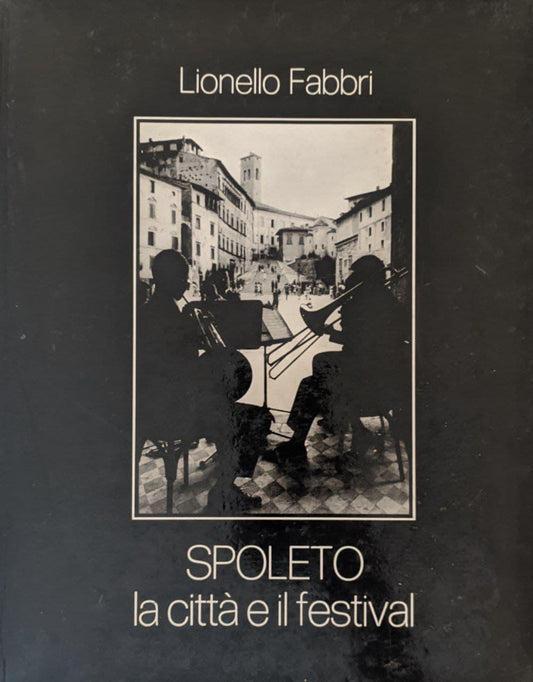 Lionello Fabbri
SPOLETO
la città e il festival